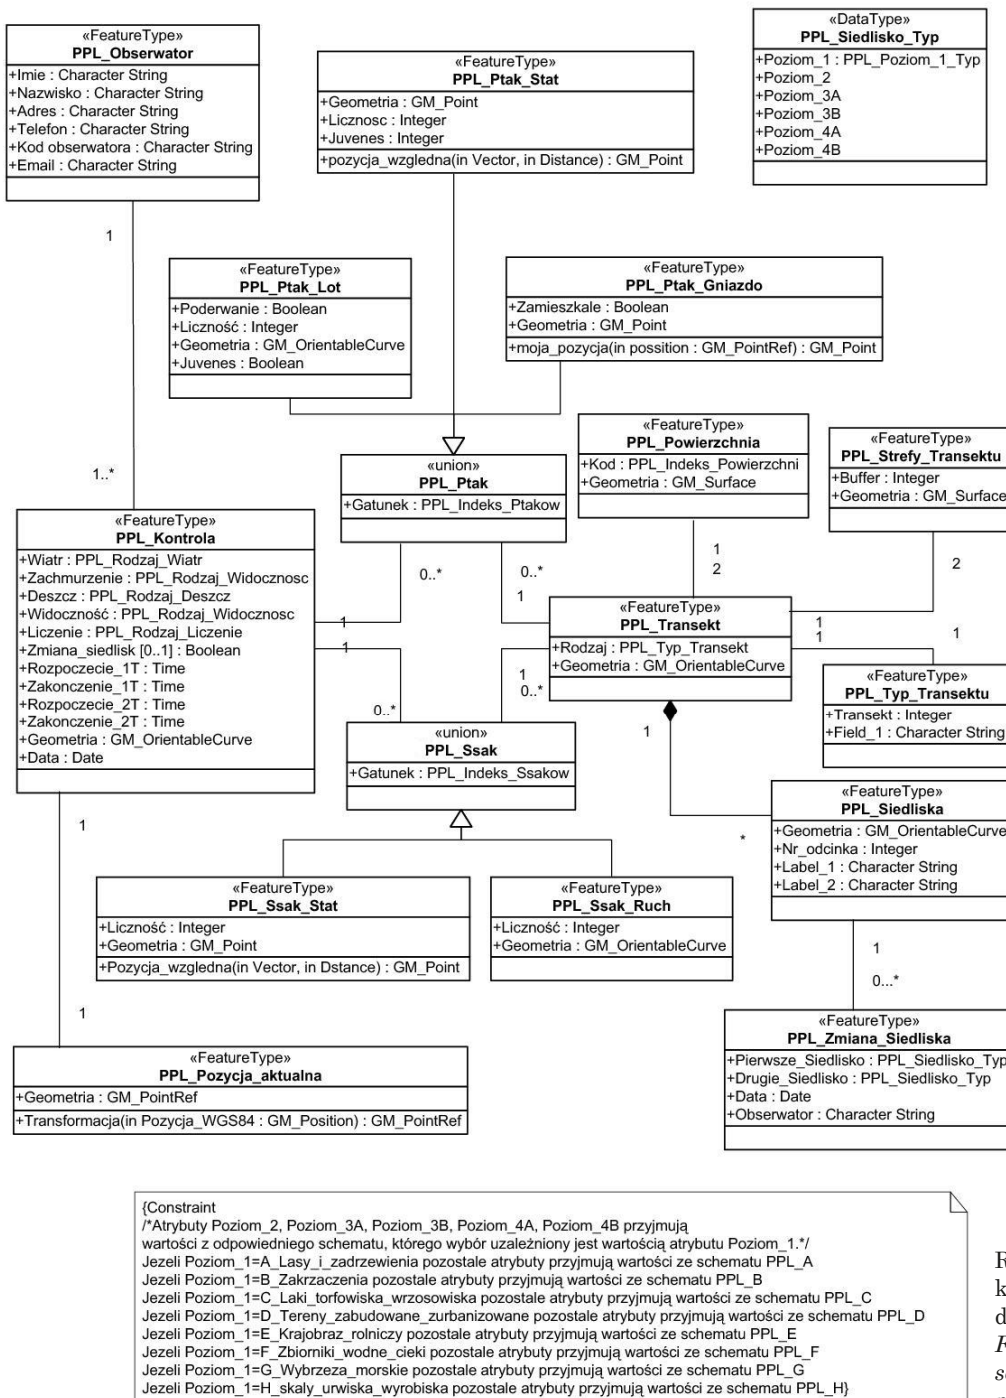 «FeatureType»
PPL_Obserwator
+Imie : Character String
+Nazwisko : Character String
+Adres : Character String
+Telefon : Character String
+Kod obserwatora : Character String
+Email : Character String
«FeatureType»
PPL_Ptak_Stat
+Geometria : GM_Point
+Licznosc : Integer
+Juvenes : Integer
+pozycja_wzgledna(in Vector, in Distance) : GM_Point
«DataType»
PPL_Siedlisko_Typ
+Poziom_1 : PPL_Poziom_1_Typ
+Poziom_2
+Poziom_3A
+Poziom_3B
+Poziom_4A
+Poziom_4B
1
«FeatureType»
PPL_Ptak_Lot
+Poderwanie : Boolean
+Liczność : Integer
+Geometria : GM_OrientableCurve
+Juvenes : Boolean
«FeatureType»
PPL_Ptak_Gniazdo
+Zamieszkale : Boolean
+Geometria : GM_Point
+moja_pozycja(in possition : GM_PointRef) : GM_Point
1..*
«union»
PPL_Ptak
+Gatunek : PPL_Indeks_Ptakow
«FeatureType»
PPL_Powierzchnia
+Kod : PPL_Indeks_Powierzchni
+Geometria : GM_Surface
«FeatureType»
PPL_Strefy_Transektu
+Buffer : Integer
+Geometria : GM_Surface
«FeatureType»
PPL_Kontrola
+Wiatr : PPL_Rodzaj_Wiatr
+Zachmurzenie : PPL_Rodzaj_Widocznosc
+Deszcz : PPL_Rodzaj_Deszcz
+Widoczność : PPL_Rodzaj_Widocznosc
+Liczenie : PPL_Rodzaj_Liczenie
+Zmiana_siedlisk [0..1] : Boolean
+Rozpoczecie_1T : Time
+Zakonczenie_1T : Time
+Rozpoczecie_2T : Time
+Zakonczenie_2T : Time
+Geometria : GM_OrientableCurve
+Data : Date
0..*
0..*
1
1
2
2
1
1
«FeatureType»
PPL_Transekt
+Rodzaj : PPL_Typ_Transekt
+Geometria : GM_OrientableCurve
1
1
1
1
0..*
0..*
«FeatureType»
PPL_Typ_Transektu
+Transekt : Integer
+Field_1 : Character String
«union»
PPL_Ssak
+Gatunek : PPL_Indeks_Ssakow
1
*
«FeatureType»
PPL_Siedliska
+Geometria : GM_OrientableCurve
+Nr_odcinka : Integer
+Label_1 : Character String
+Label_2 : Character String
1
«FeatureType»
PPL_Ssak_Stat
+Liczność : Integer
+Geometria : GM_Point
+Pozycja_wzgledna(in Vector, in Dstance) : GM_Point
«FeatureType»
PPL_Ssak_Ruch
+Liczność : Integer
+Geometria : GM_OrientableCurve
1
0...*
1
«FeatureType»
PPL_Zmiana_Siedliska
+Pierwsze_Siedlisko : PPL_Siedlisko_Typ
+Drugie_Siedlisko : PPL_Siedlisko_Typ
+Data : Date
+Obserwator : Character String
«FeatureType»
PPL_Pozycja_aktualna
+Geometria : GM_PointRef
+Transformacja(in Pozycja_WGS84 : GM_Position) : GM_PointRef
{Constraint
/*Atrybuty Poziom_2, Poziom_3A, Poziom_3B, Poziom_4A, Poziom_4B przyjmują
wartości z odpowiedniego schematu, którego wybór uzależniony jest wartością atrybutu Poziom_1.*/
Jezeli Poziom_1=A_Lasy_i_zadrzewienia pozostale atrybuty przyjmują wartości ze schematu PPL_A
Jezeli Poziom_1=B_Zakrzaczenia pozostale atrybuty przyjmują wartości ze schematu PPL_B
Jezeli Poziom_1=C_Laki_torfowiska_wrzosowiska pozostale atrybuty przyjmują wartości ze schematu PPL_C
Jezeli Poziom_1=D_Tereny_zabudowane_zurbanizowane pozostale atrybuty przyjmują wartości ze schematu PPL_D
Jezeli Poziom_1=E_Krajobraz_rolniczy pozostale atrybuty przyjmują wartości ze schematu PPL_E
Jezeli Poziom_1=F_Zbiorniki_wodne_cieki pozostale atrybuty przyjmują wartości ze schematu PPL_F
Jezeli Poziom_1=G_Wybrzeza_morskie pozostale atrybuty przyjmują wartości ze schematu PPL_G
Jezeli Poziom_1=H_skaly_urwiska_wyrobiska pozostale atrybuty przyjmują wartości ze schematu PPL_H}